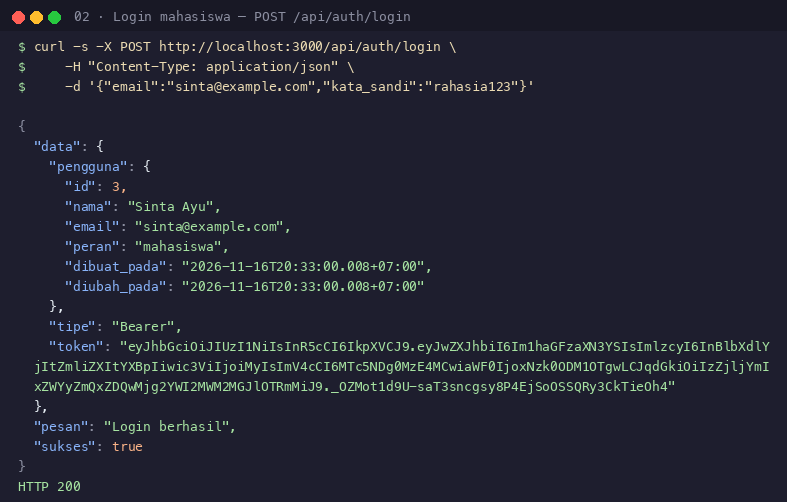 02 · Login mahasiswa — POST /api/auth/login
$ curl -s -X POST http://localhost:3000/api/auth/login \
$     -H "Content-Type: application/json" \
$     -d '{"email":"sinta@example.com","kata_sandi":"rahasia123"}'
{
  "data": {
    "pengguna": {
      "id": 3,
      "nama": "Sinta Ayu",
      "email": "sinta@example.com",
      "peran": "mahasiswa",
      "dibuat_pada": "2026-11-16T20:33:00.008+07:00",
      "diubah_pada": "2026-11-16T20:33:00.008+07:00"
    },
    "tipe": "Bearer",
    "token": "eyJhbGciOiJIUzI1NiIsInR5cCI6IkpXVCJ9.eyJwZXJhbiI6Im1haGFzaXN3YSIsImlzcyI6InBlbXdlY
  jItZmliZXItYXBpIiwic3ViIjoiMyIsImV4cCI6MTc5NDg0MzE4MCwiaWF0IjoxNzk0ODM1OTgwLCJqdGkiOiIzZjljYmI
  xZWYyZmQxZDQwMjg2YWI2MWM2MGJlOTRmMiJ9._OZMot1d9U-saT3sncgsy8P4EjSoOSSQRy3CkTieOh4"
  },
  "pesan": "Login berhasil",
  "sukses": true
}
HTTP 200